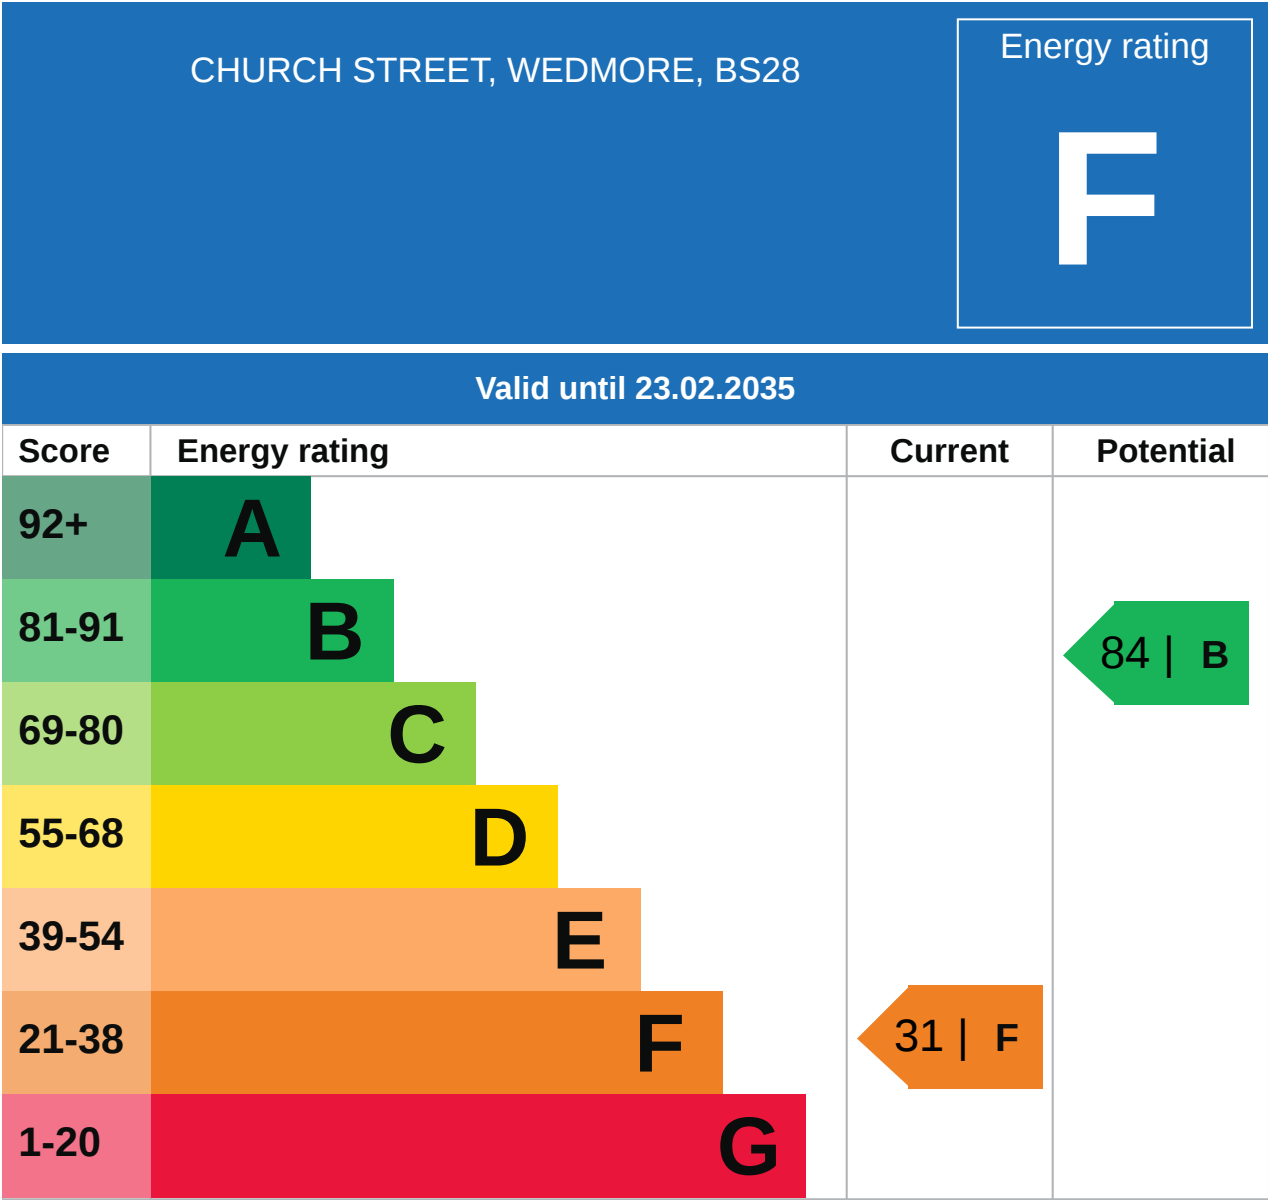 CHURCH STREET, WEDMORE, BS28
Energy rating
F
Valid until 23.02.2035
Score Energy rating Current Potential
92+ A
81-91 B 84 | B
69-80 C
55-68 D
39-54 E
21-38 F 31 | F
1-20 G